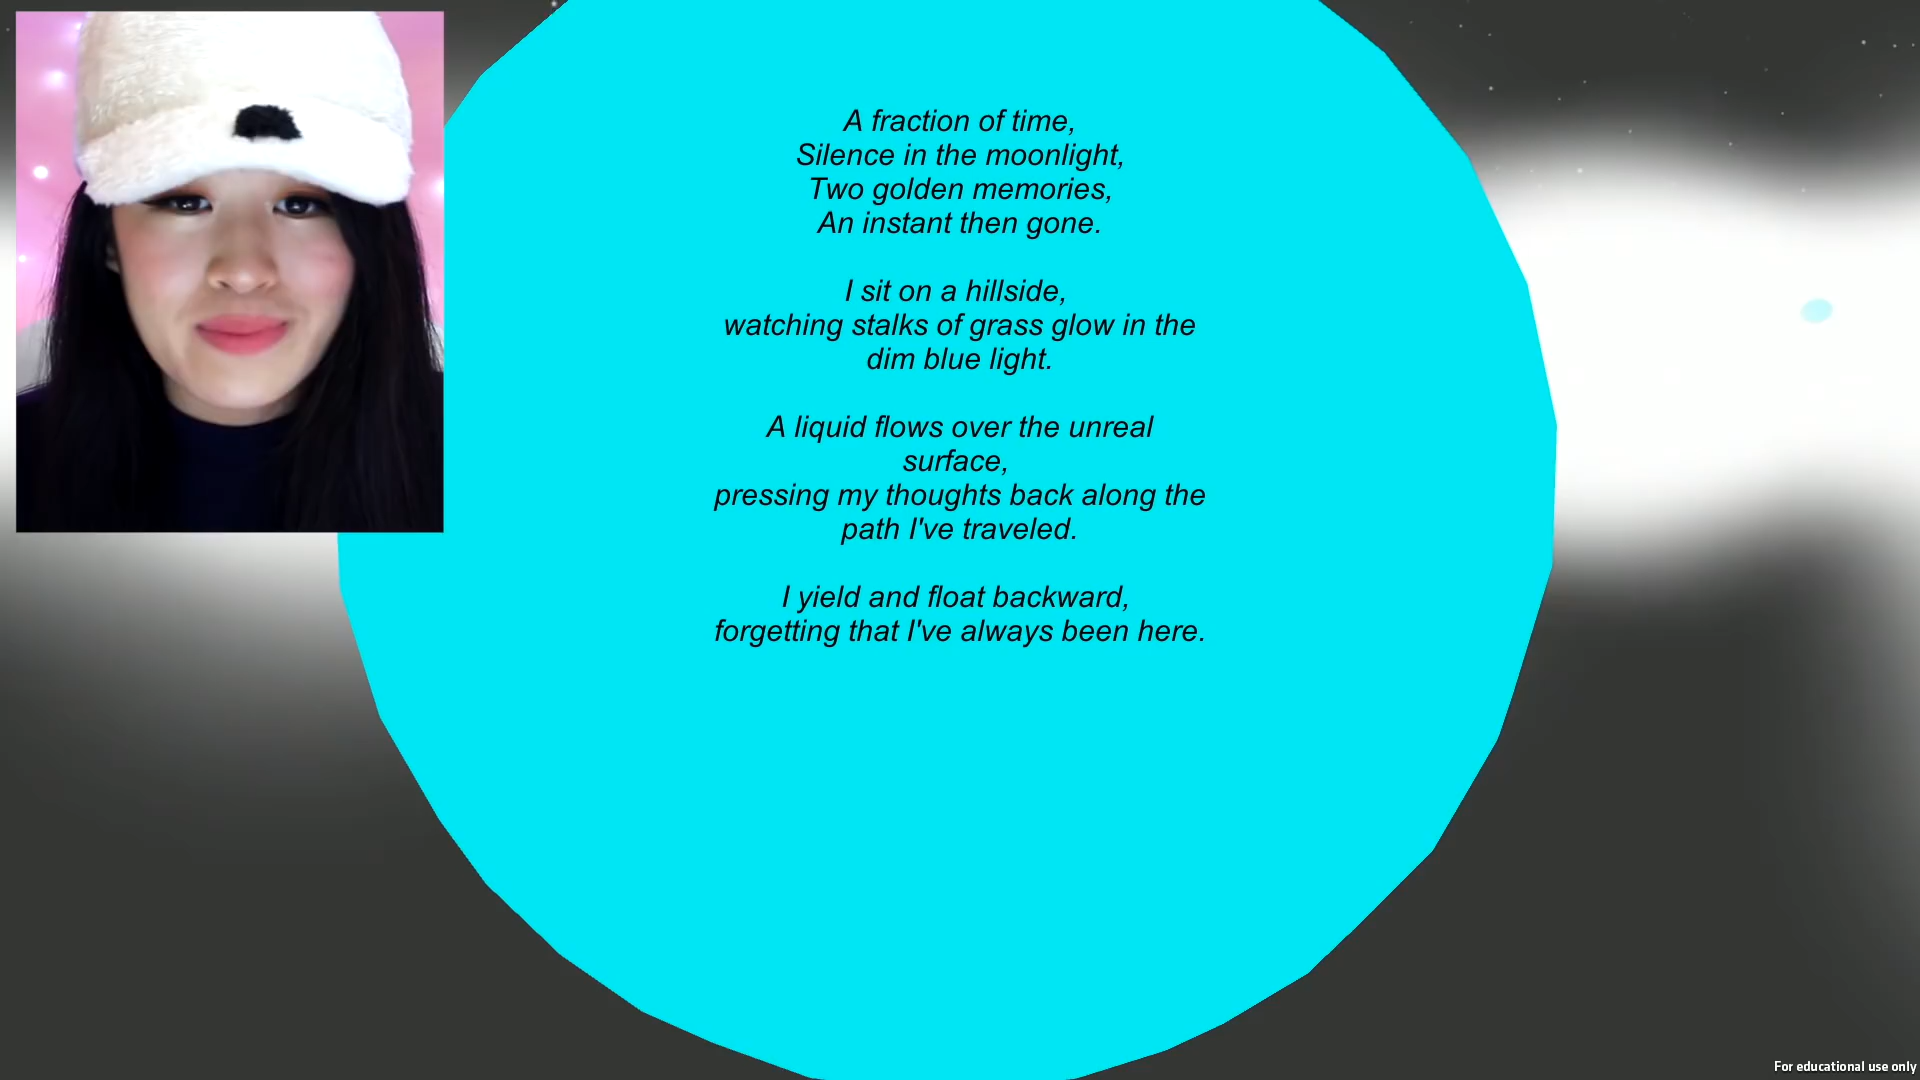 A fraction of time,
Silence in the moonlight,
Two golden memories,
An instant then gone.
I sit on a hillside,
watching stalks of grass glow in the
dim blue light.
A liquid flows over the unreal
surface,
pressing my thoughts back along the
path I've traveled.
I yield and float backward,
forgetting that I've always been here.
For educational use only